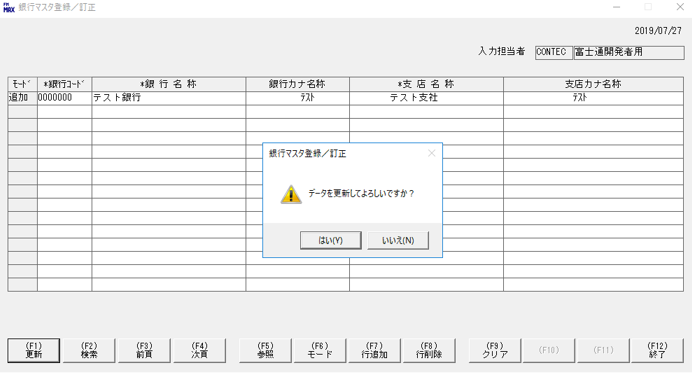 FM MAX 銀行マスタ登録／訂正
2019/07/27
入力担当者 CONTEC 富士通開発者用
ﾓｰﾄﾞ *銀行ｺｰﾄﾞ *銀 行 名 称 銀行カナ名称 *支 店 名 称 支店カナ名称
追加 0000000 テスト銀行 ﾃｽﾄ テスト支社 ﾃｽﾄ
銀行マスタ登録／訂正
データを更新してよろしいですか？
はい(Y) いいえ(N)
(F1) (F2) (F3) (F4) (F5) (F6) (F7) (F8) (F9) (F10) (F11) (F12)
更新 検索 前頁 次頁 参照 モード 行追加 行削除 クリア 終了